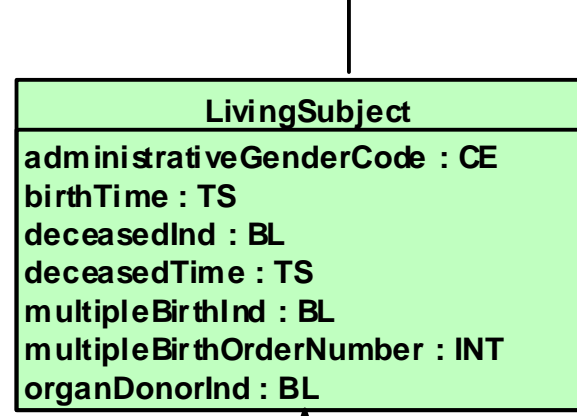 LivingSubject
administrativeGenderCode : CE
birthTime : TS
deceasedInd : BL
deceasedTime : TS
multipleBirthInd : BL
multipleBirthOrderNumber : INT
organDonorInd : BL